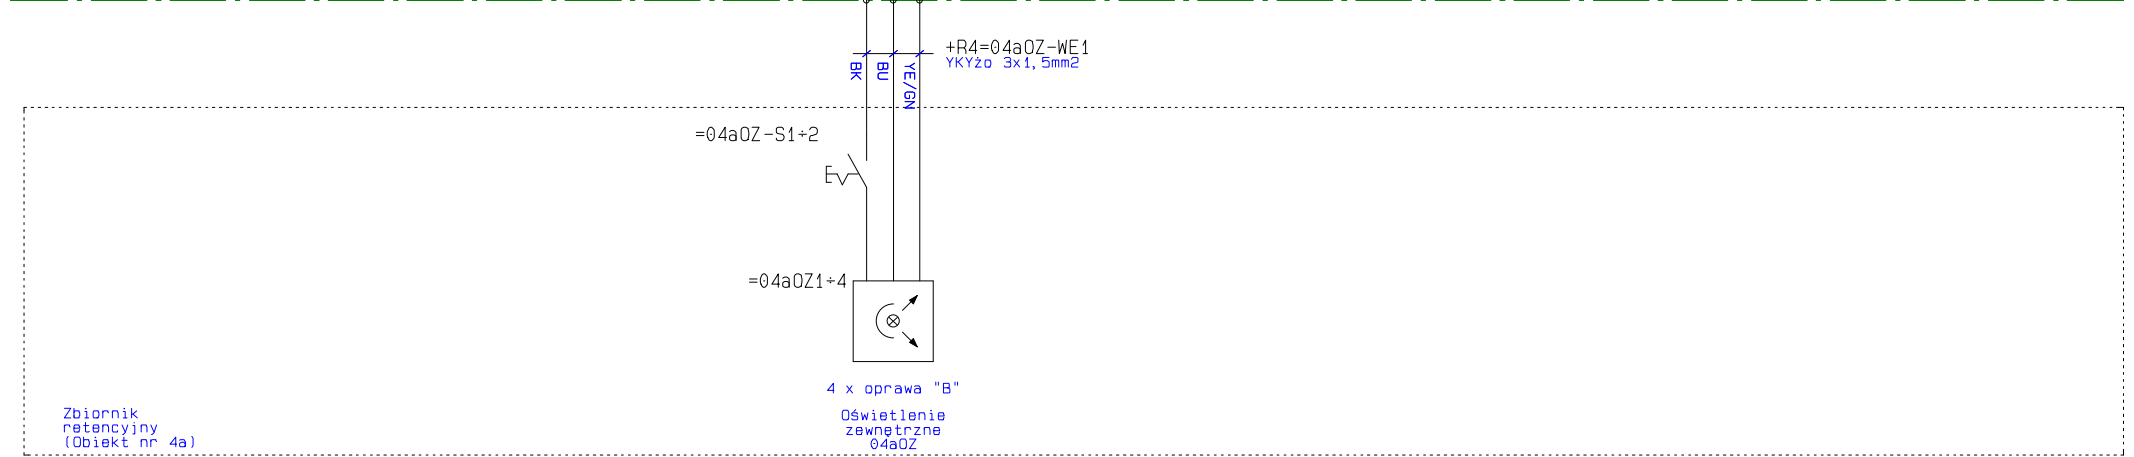 +R4=04aOZ-WE1
YKYżo 3x1,5mm2
BK
BU
YE/GN
=04aOZ-S1÷2
=04aOZ1÷4
4 x oprawa "B"
Oświetlenie
zewnętrzne
04aOZ
Zbiornik
retencyjny
(Obiekt nr 4a)